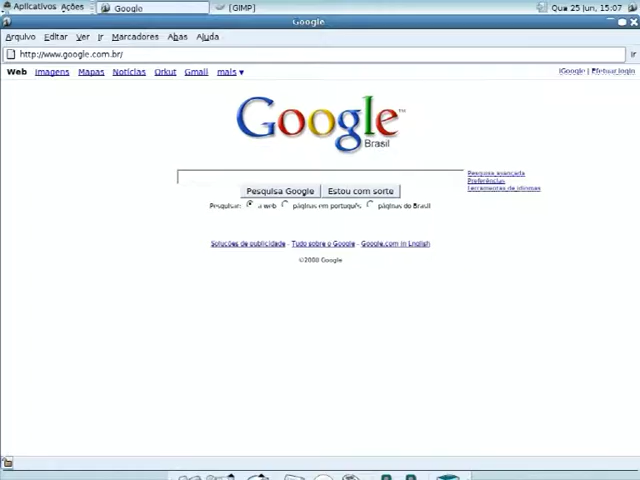 Aplicativos Ações Google [GIMP] Qua 25 Jun, 15:07
Google
Arquivo Editar Ver Ir Marcadores Abas Ajuda
http://www.google.com.br/ Ir
Web Imagens Mapas Notícias Orkut Gmail mais ▼ iGoogle | Efetuar login
Google™
Brasil
Pesquisa avançada
Preferências
Ferramentas de idiomas
Pesquisa Google Estou com sorte
Pesquisar: a web páginas em português páginas do Brasil
Soluções de publicidade - Tudo sobre o Google - Google.com in English
©2008 Google